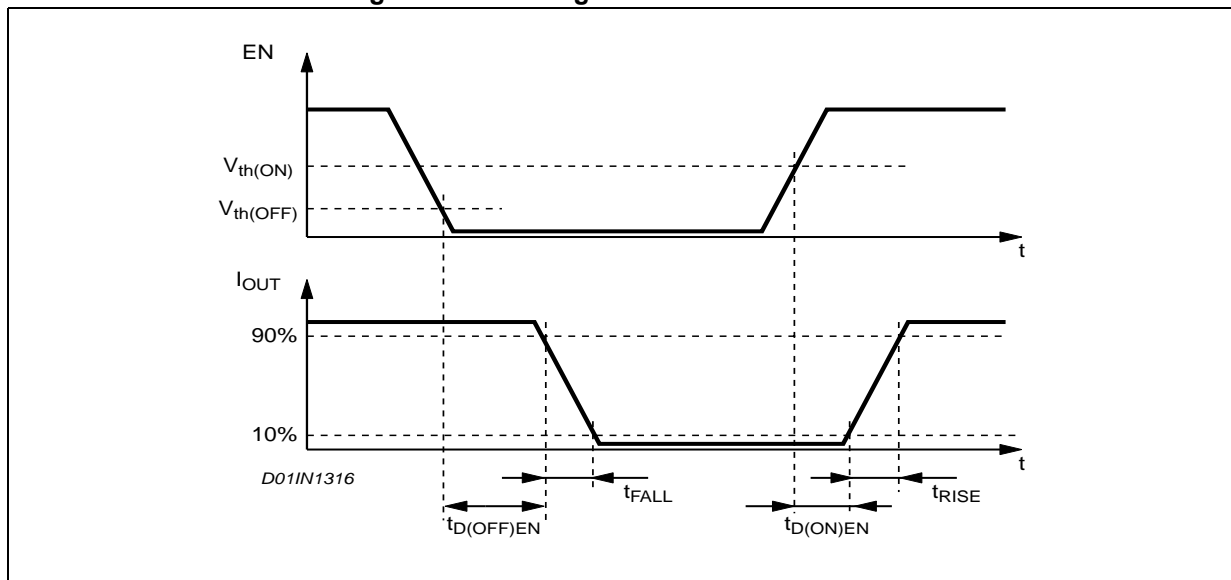 EN
Vth(ON)
Vth(OFF)
t
IOUT
90%
10%
t
D01IN1316
tFALL
tRISE
tD(OFF)EN
tD(ON)EN